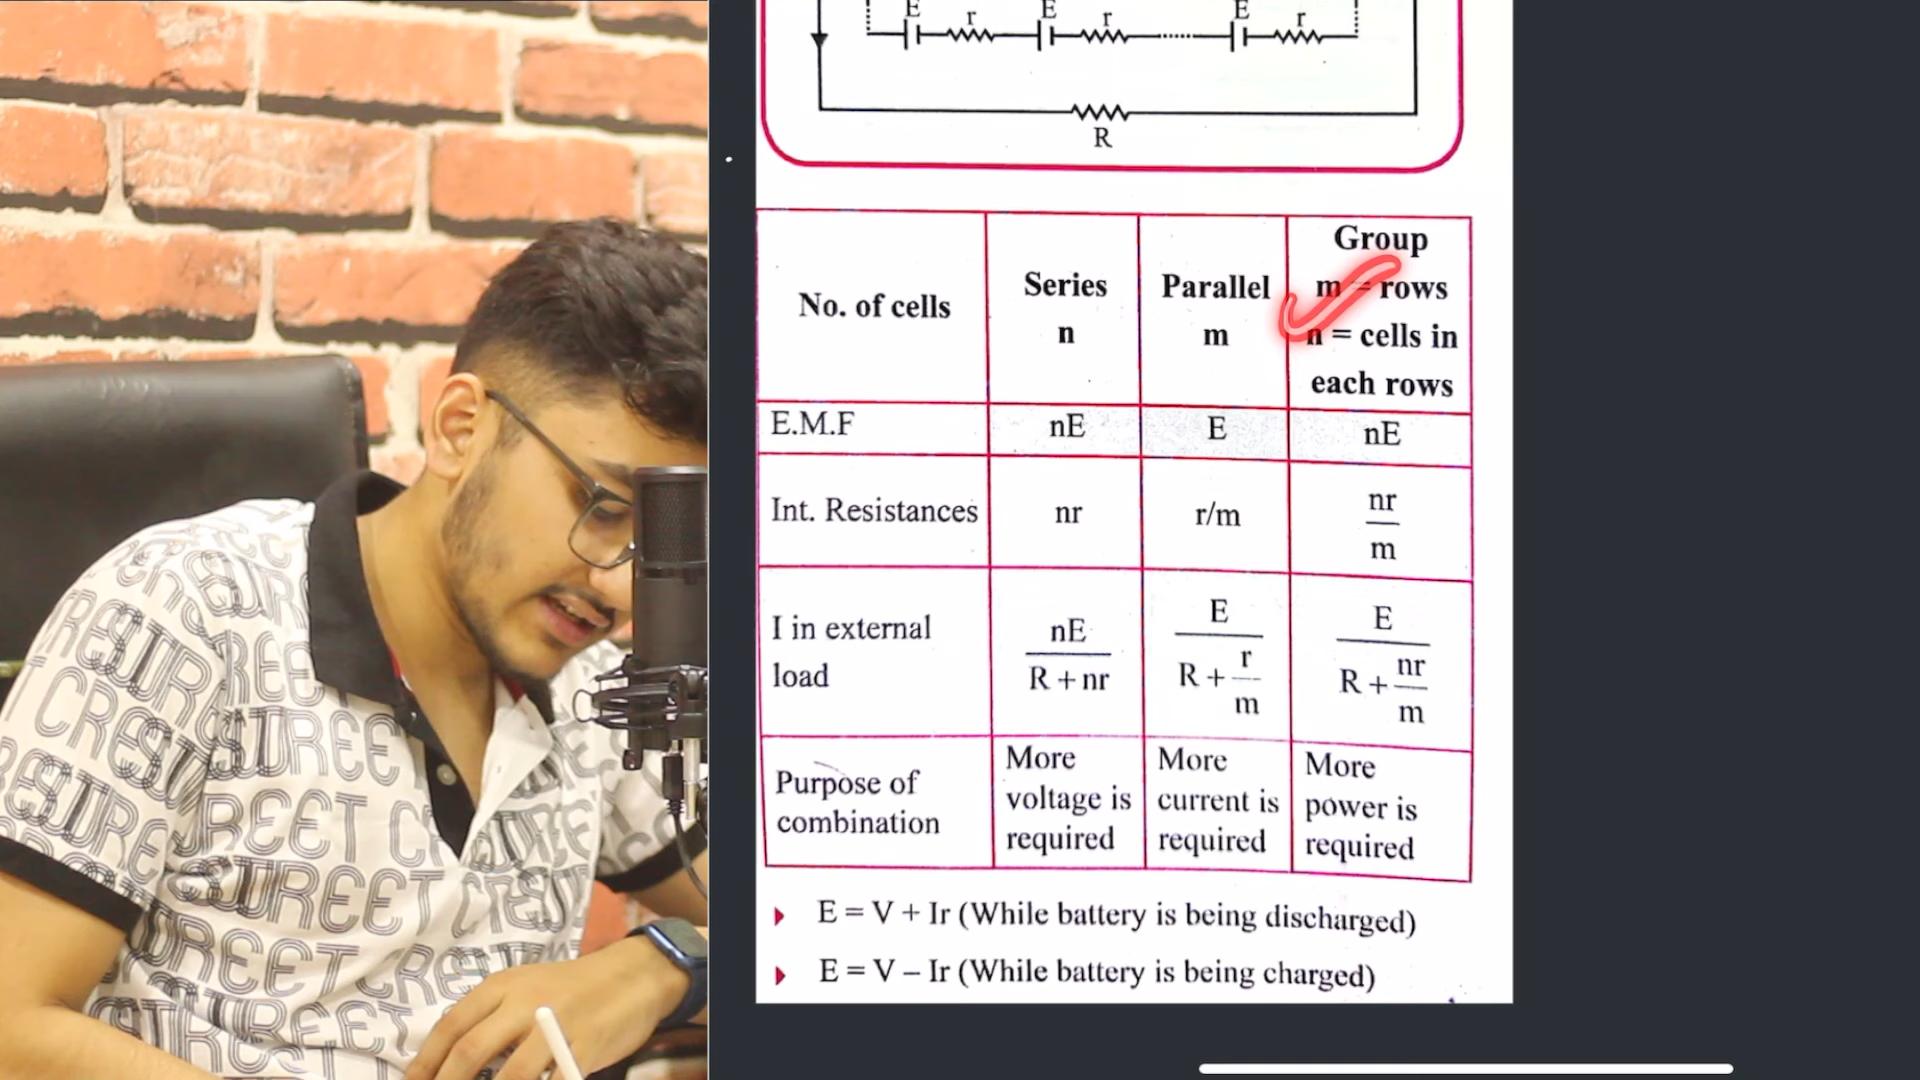 E r E r E r
R
No. of cells
Series
n
Parallel
m
Group
m = rows
n = cells in
each rows
E.M.F
nE
E
nE
Int. Resistances
nr
r/m
nr
m
I in external
load
nE
R + nr
E
R + r
m
E
R + nr
m
Purpose of
combination
More
voltage is
required
More
current is
required
More
power is
required
E = V + Ir (While battery is being discharged)
E = V – Ir (While battery is being charged)